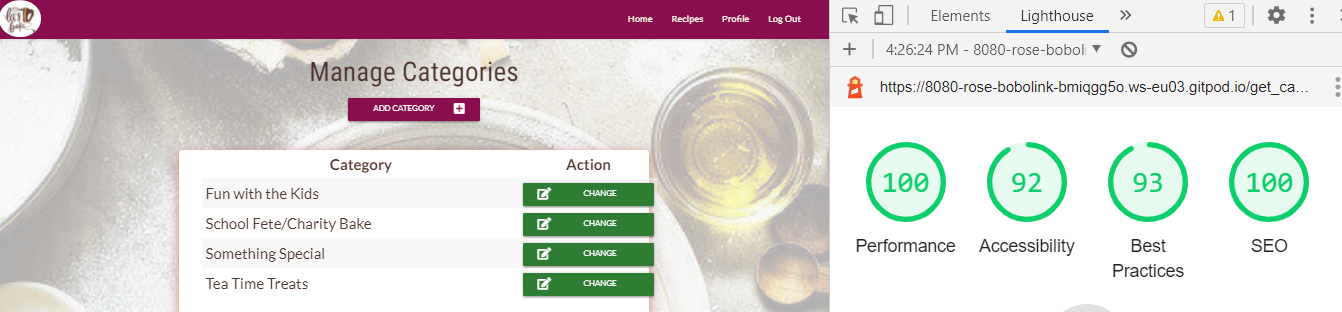 let's
bake
Home Recipes Profile Log Out
Manage Categories
ADD CATEGORY
Category Action
Fun with the Kids CHANGE
School Fete/Charity Bake CHANGE
Something Special CHANGE
Tea Time Treats CHANGE
Elements Lighthouse 1
4:26:24 PM - 8080-rose-boboli
https://8080-rose-bobolink-bmiqgg5o.ws-eu03.gitpod.io/get_ca...
100 92 93 100
Performance Accessibility Best Practices SEO